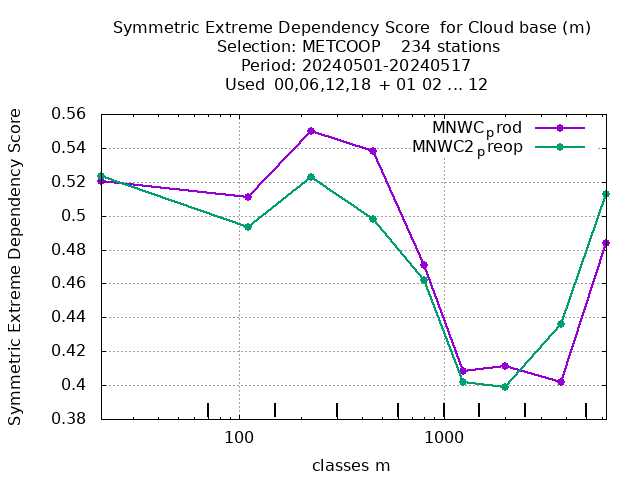 Symmetric Extreme Dependency Score  for Cloud base (m)
Selection: METCOOP    234 stations
Period: 20240501-20240517
Used  00,06,12,18 + 01 02 ... 12
Symmetric Extreme Dependency Score
0.56
0.54
0.52
0.5
0.48
0.46
0.44
0.42
0.4
0.38
MNWCprod
MNWC2preop
100
1000
classes m